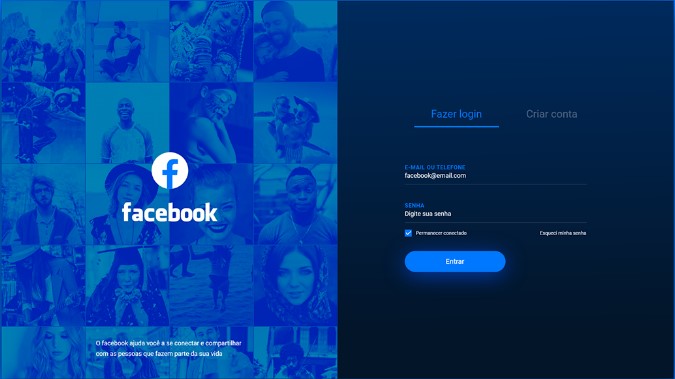 facebook
O facebook ajuda você a se conectar e compartilhar
com as pessoas que fazem parte da sua vida
Fazer login
Criar conta
E-MAIL OU TELEFONE
facebook@email.com
SENHA
Digite sua senha
Permanecer conectado
Esqueci minha senha
Entrar